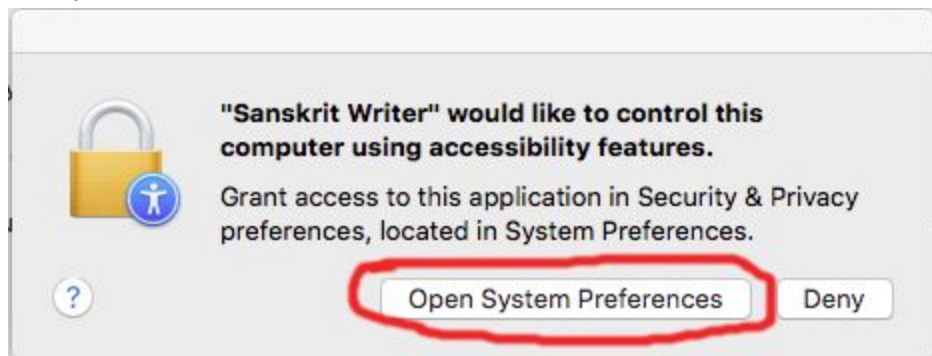 "Sanskrit Writer" would like to control this
computer using accessibility features.
Grant access to this application in Security & Privacy
preferences, located in System Preferences.
? Open System Preferences Deny